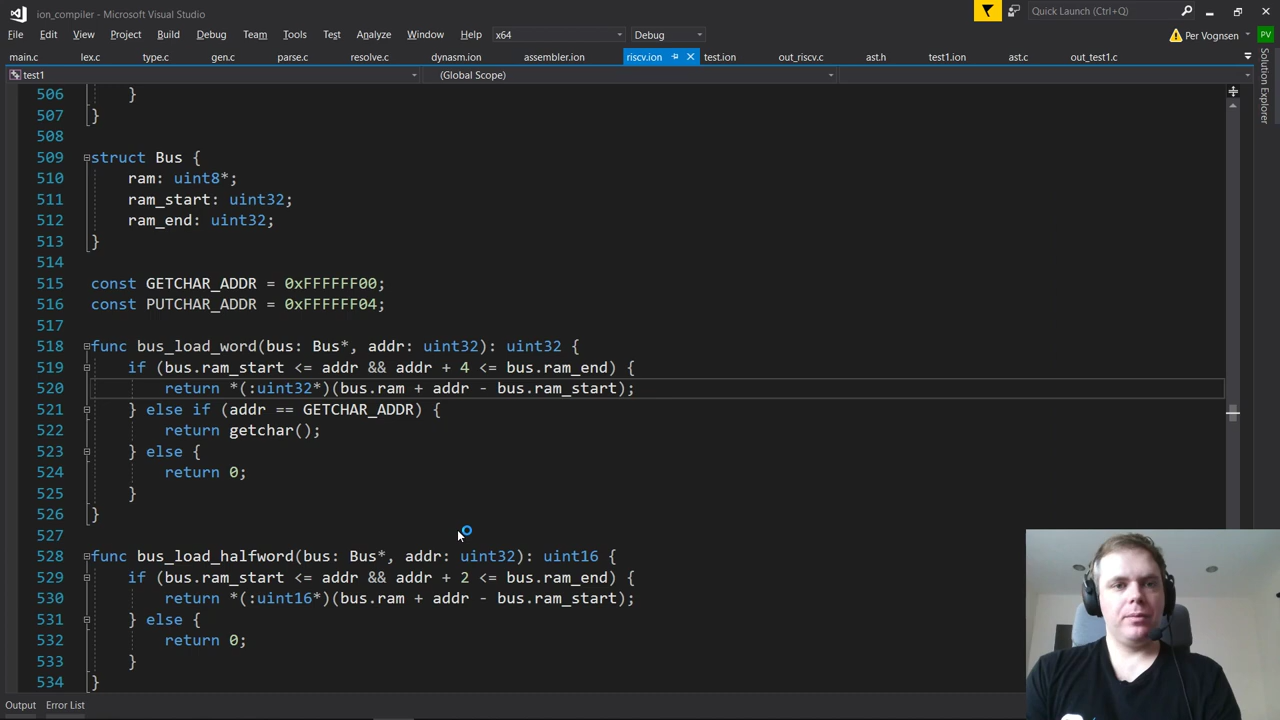 ion_compiler - Microsoft Visual Studio
Quick Launch (Ctrl+Q)
File Edit View Project Build Debug Team Tools Test Analyze Window Help x64 Debug Per Vognsen PV
main.c lex.c type.c gen.c parse.c resolve.c dynasm.ion assembler.ion riscv.ion test.ion out_riscv.c ast.h test1.ion ast.c out_test1.c
test1 (Global Scope)
Solution Explorer
506 }
507 }
508
509 struct Bus {
510 ram: uint8*;
511 ram_start: uint32;
512 ram_end: uint32;
513 }
514
515 const GETCHAR_ADDR = 0xFFFFFF00;
516 const PUTCHAR_ADDR = 0xFFFFFF04;
517
518 func bus_load_word(bus: Bus*, addr: uint32): uint32 {
519 if (bus.ram_start <= addr && addr + 4 <= bus.ram_end) {
520 return *(:uint32*)(bus.ram + addr - bus.ram_start);
521 } else if (addr == GETCHAR_ADDR) {
522 return getchar();
523 } else {
524 return 0;
525 }
526 }
527
528 func bus_load_halfword(bus: Bus*, addr: uint32): uint16 {
529 if (bus.ram_start <= addr && addr + 2 <= bus.ram_end) {
530 return *(:uint16*)(bus.ram + addr - bus.ram_start);
531 } else {
532 return 0;
533 }
534 }
Output Error List